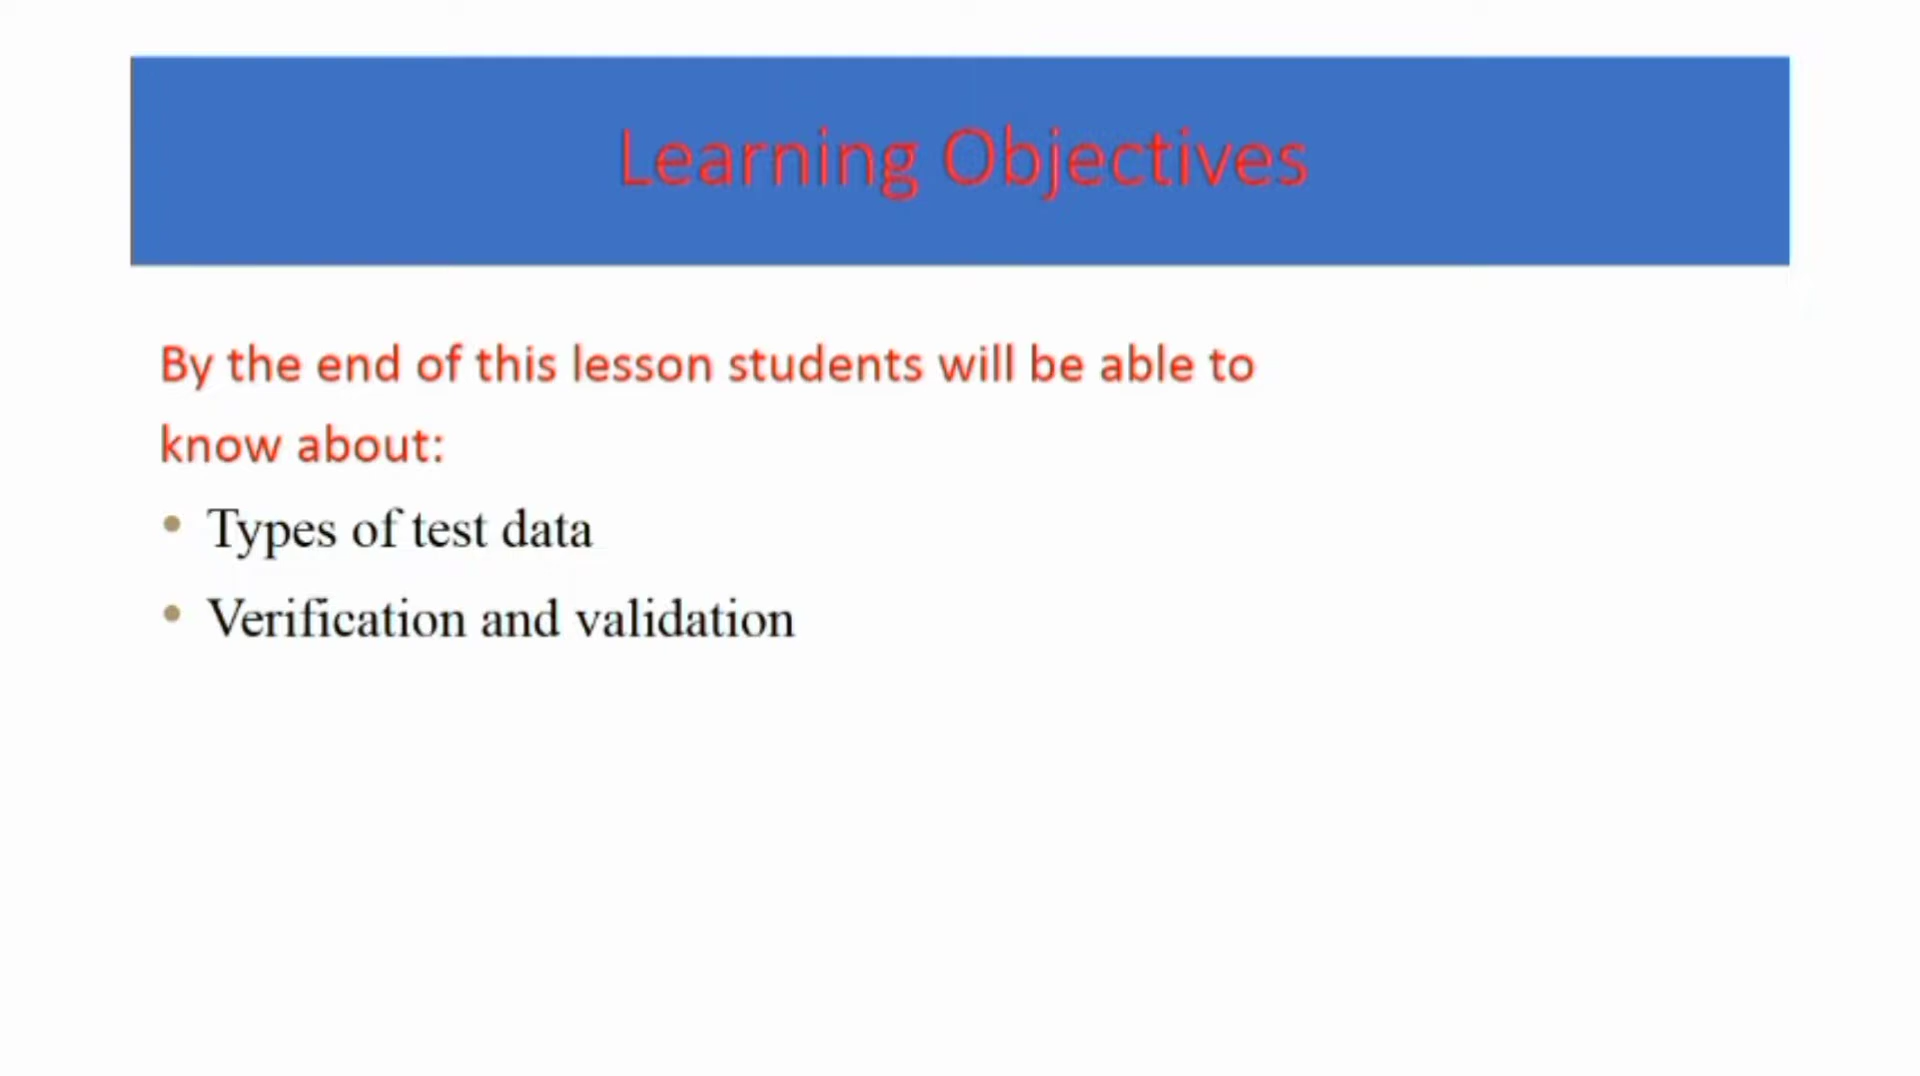 Learning Objectives
By the end of this lesson students will be able to
know about:
• Types of test data
• Verification and validation